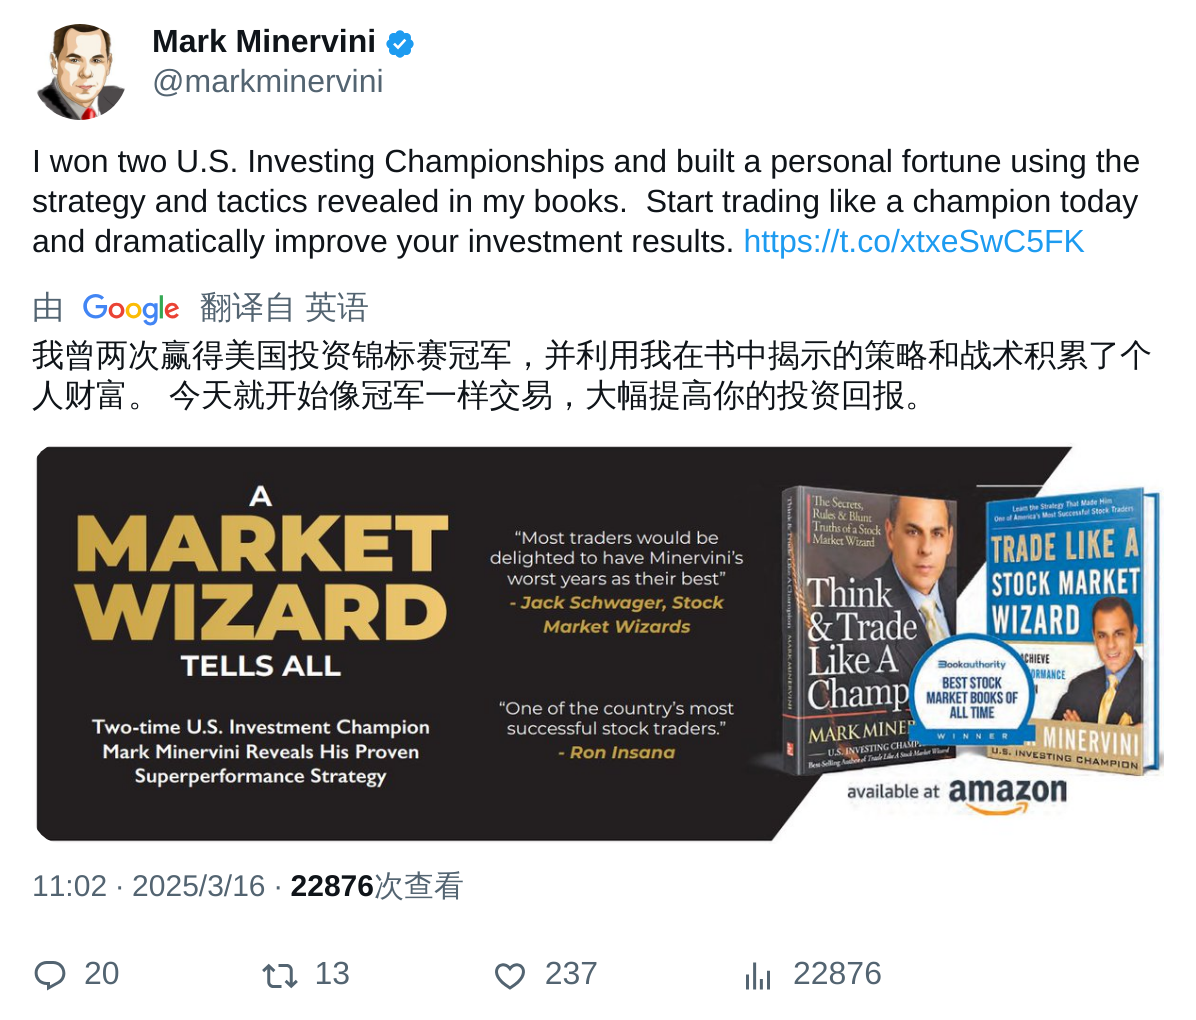 Mark Minervini
@markminervini
I won two U.S. Investing Championships and built a personal fortune using the
strategy and tactics revealed in my books.  Start trading like a champion today
and dramatically improve your investment results. https://t.co/xtxeSwC5FK
由 Google 翻译自 英语
我曾两次赢得美国投资锦标赛冠军，并利用我在书中揭示的策略和战术积累了个
人财富。 今天就开始像冠军一样交易，大幅提高你的投资回报。
A
MARKET
WIZARD
TELLS ALL
Two-time U.S. Investment Champion
Mark Minervini Reveals His Proven
Superperformance Strategy
“Most traders would be
delighted to have Minervini’s
worst years as their best”
- Jack Schwager, Stock
Market Wizards
“One of the country’s most
successful stock traders.”
- Ron Insana
The Secrets,
Rules & Blunt
Truths of a Stock
Market Wizard
Think
& Trade
Like A
Champ
MARK MINE
U.S. INVESTING CHAMP
Best-Selling Author of Trade Like A Stock Market Wizard
Learn the Strategy That Made Him
One of America's Most Successful Stock Traders
TRADE LIKE A
STOCK MARKET
WIZARD
CHIEVE
ORMANCE
MINERVINI
U.S. INVESTING CHAMPION
Bookauthority
BEST STOCK
MARKET BOOKS OF
ALL TIME
WINNER
available at amazon
11:02 · 2025/3/16 · 22876次查看
20 13 237 22876